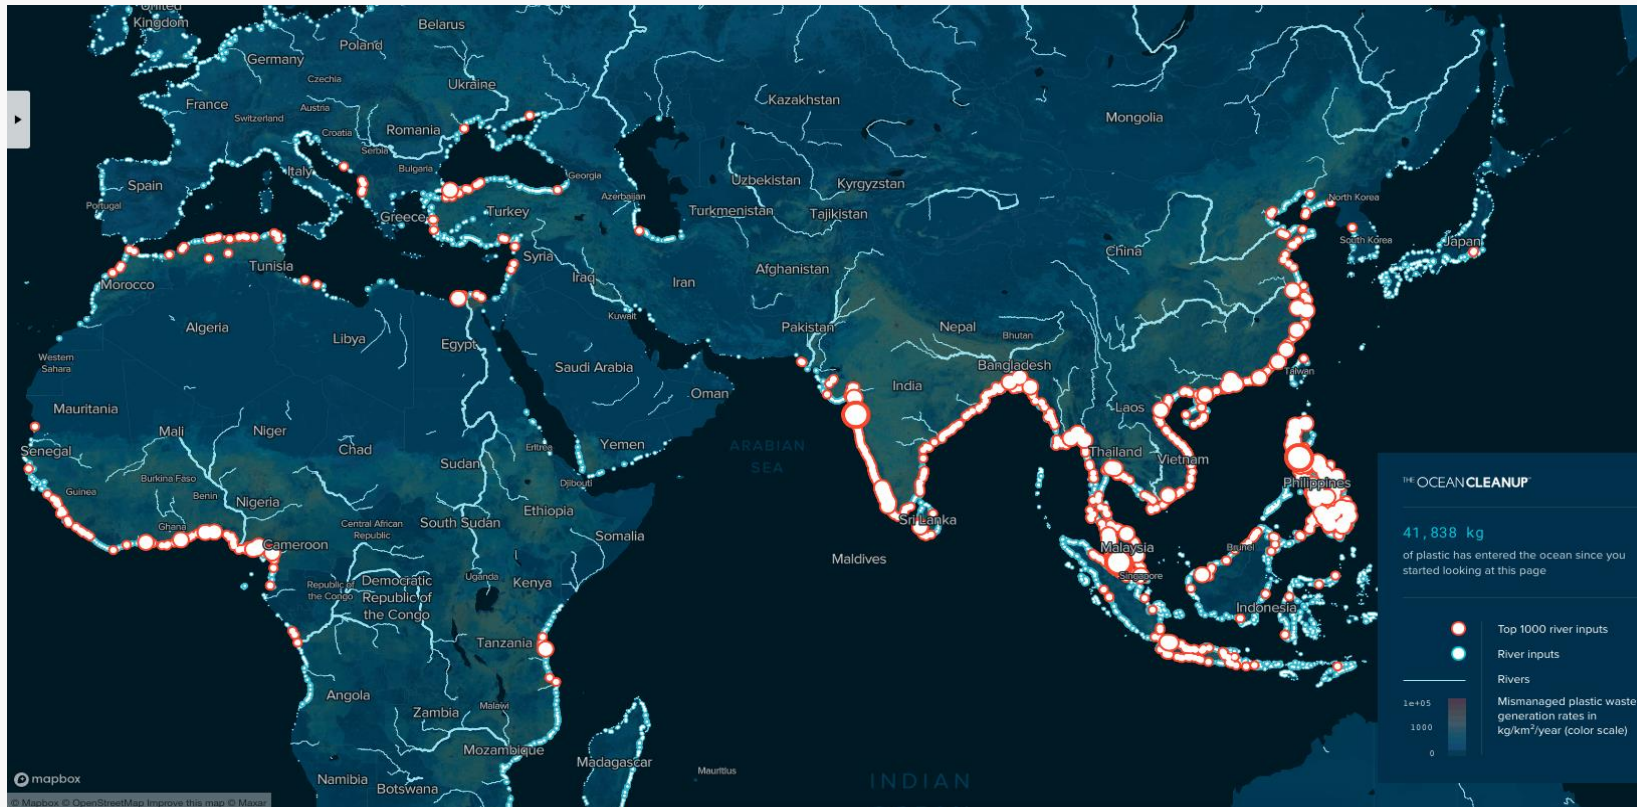 United
Kingdom
Belarus
Poland
Germany
Czechia
Ukraine
France
Austria
Switzerland
Kazakhstan
Mongolia
Croatia
Romania
Serbia
Italy
Bulgaria
Georgia
Spain
Uzbekistan
Kyrgyzstan
Portugal
Azerbaijan
North Korea
Greece
Turkey
Turkmenistan
Tajikistan
South Korea
Japan
China
Syria
Tunisia
Afghanistan
Iraq
Iran
Morocco
Kuwait
Algeria
Libya
Pakistan
Nepal
Bhutan
Egypt
Western
Sahara
Saudi Arabia
Bangladesh
Taiwan
India
Oman
Mauritania
Laos
Mali
Niger
Chad
Eritrea
Yemen
ARABIAN
SEA
Senegal
Sudan
Thailand
Vietnam
Burkina Faso
Djibouti
Philippines
Guinea
Benin
Nigeria
Ethiopia
Ghana
Central African
Republic
South Sudan
Sri Lanka
Somalia
Cameroon
Malaysia
Brunei
Maldives
Singapore
Uganda
Kenya
Republic of
the Congo
Democratic
Republic of
the Congo
Indonesia
Tanzania
Angola
Zambia
Malawi
Mozambique
Madagascar
Mauritius
Namibia
Botswana
INDIAN
THE OCEANCLEANUP™
41,838 kg
of plastic has entered the ocean since you
started looking at this page
Top 1000 river inputs
River inputs
Rivers
1e+05
1000
0
Mismanaged plastic waste
generation rates in
kg/km²/year (color scale)
mapbox
© Mapbox © OpenStreetMap Improve this map © Maxar